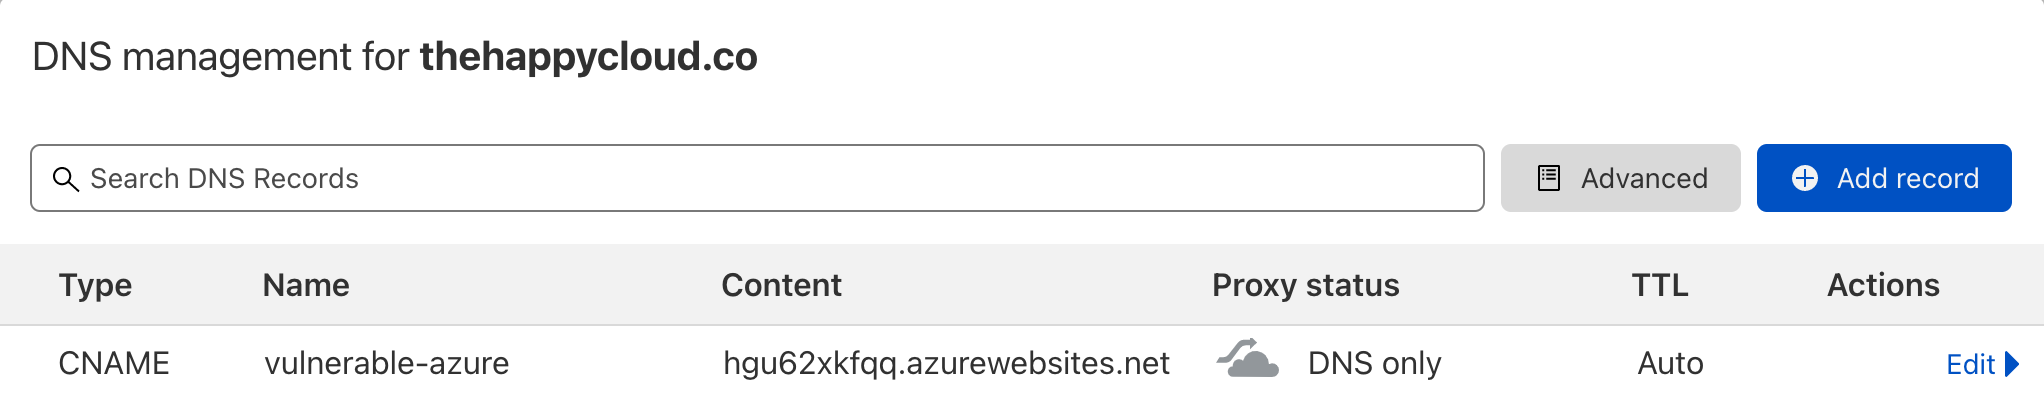 DNS management for thehappycloud.co
Search DNS Records
Advanced
Add record
Type Name Content Proxy status TTL Actions
CNAME vulnerable-azure hgu62xkfqq.azurewebsites.net DNS only Auto Edit